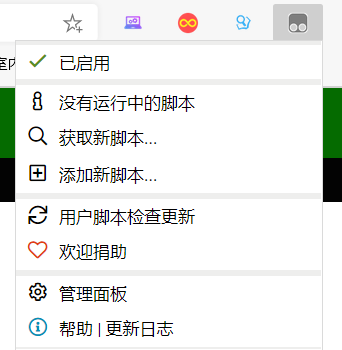 室内
已启用
没有运行中的脚本
获取新脚本...
添加新脚本...
用户脚本检查更新
欢迎捐助
管理面板
帮助 | 更新日志